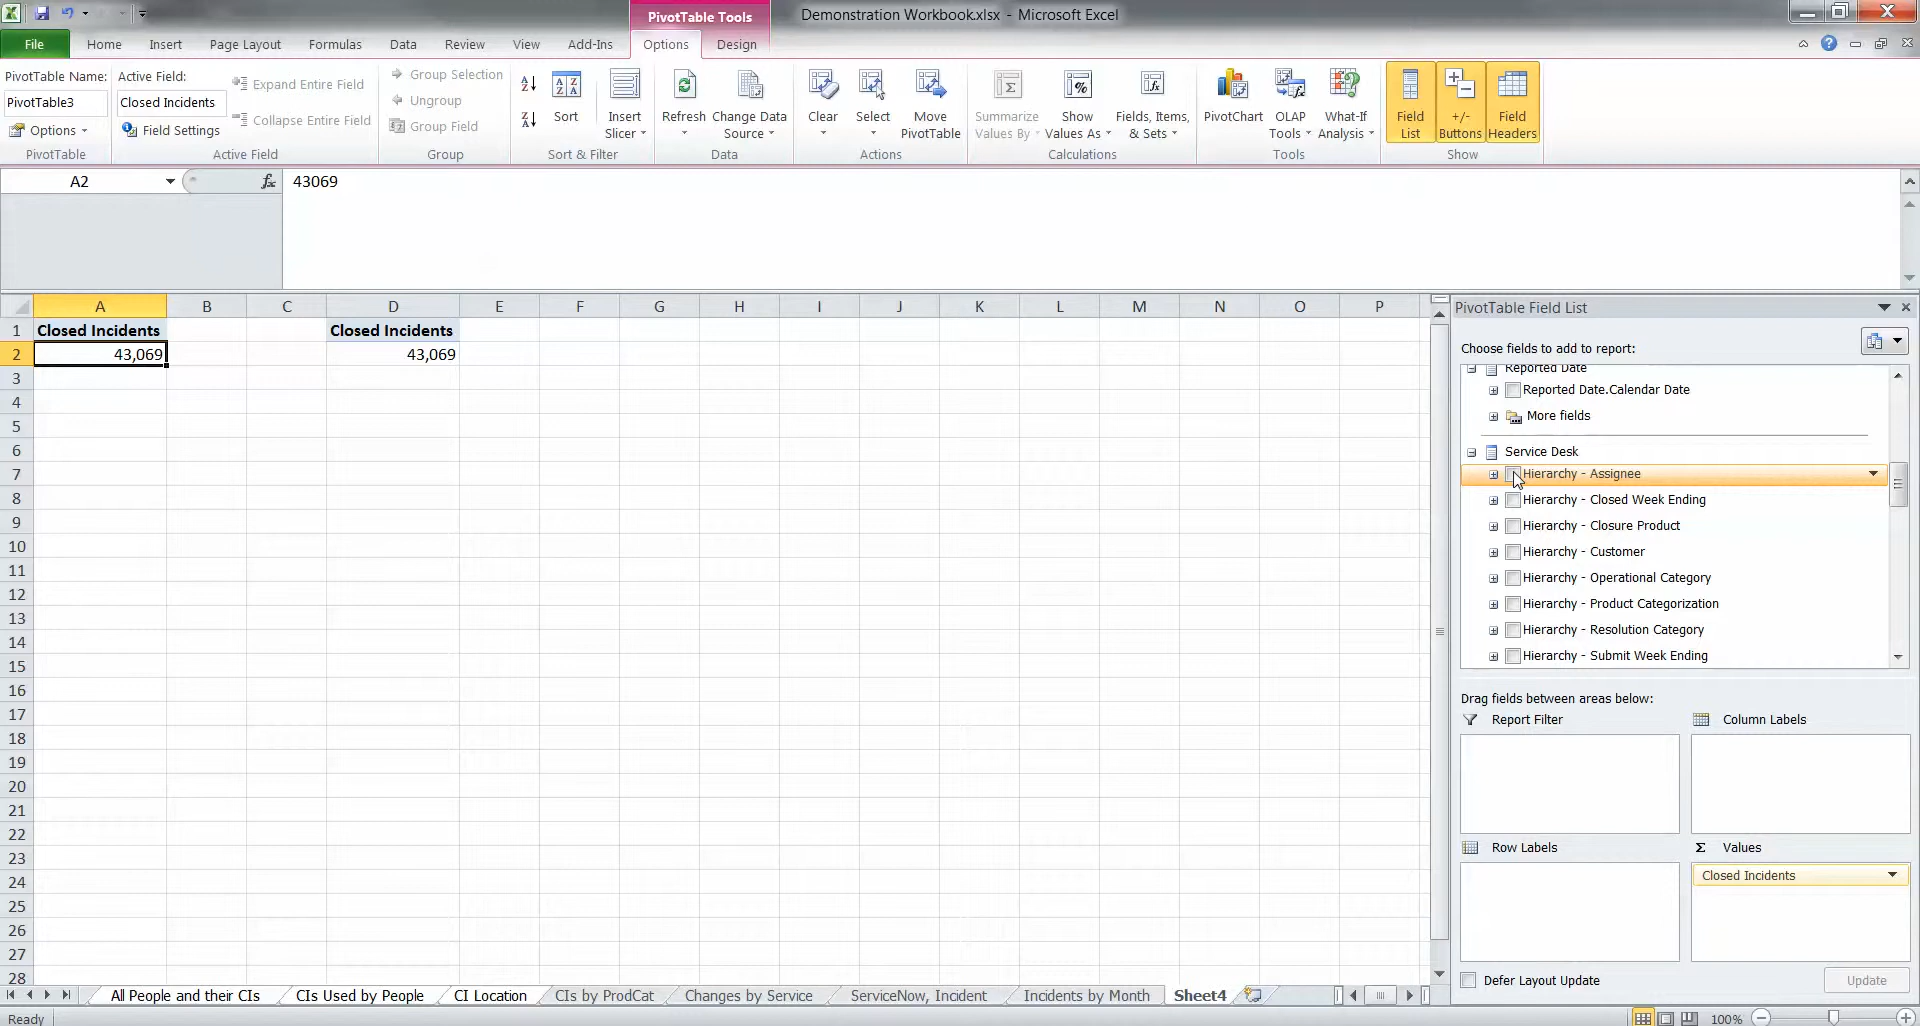 PivotTable Tools
Demonstration Workbook.xlsx - Microsoft Excel
File Home Insert Page Layout Formulas Data Review View Add-Ins Options Design
PivotTable Name:
PivotTable3
Options
PivotTable
Active Field:
Closed Incidents
Field Settings
Expand Entire Field
Collapse Entire Field
Active Field
Group Selection
Ungroup
Group Field
Group
Sort
Insert Slicer
Sort & Filter
Refresh
Change Data Source
Data
Clear
Select
Move PivotTable
Actions
Summarize Values By
Show Values As
Fields, Items, & Sets
Calculations
PivotChart
OLAP Tools
What-If Analysis
Tools
Field List
+/- Buttons
Field Headers
Show
A2 fx 43069
A B C D E F G H I J K L M N O P
1 Closed Incidents Closed Incidents
2 43,069 43,069
3
4
5
6
7
8
9
10
11
12
13
14
15
16
17
18
19
20
21
22
23
24
25
26
27
28
PivotTable Field List
Choose fields to add to report:
Reported Date
Reported Date.Calendar Date
More fields
Service Desk
Hierarchy - Assignee
Hierarchy - Closed Week Ending
Hierarchy - Closure Product
Hierarchy - Customer
Hierarchy - Operational Category
Hierarchy - Product Categorization
Hierarchy - Resolution Category
Hierarchy - Submit Week Ending
Drag fields between areas below:
Report Filter
Column Labels
Row Labels
Σ Values
Closed Incidents
Defer Layout Update
Update
All People and their CIs CIs Used by People CI Location CIs by ProdCat Changes by Service ServiceNow, Incident Incidents by Month Sheet4
Ready
100%